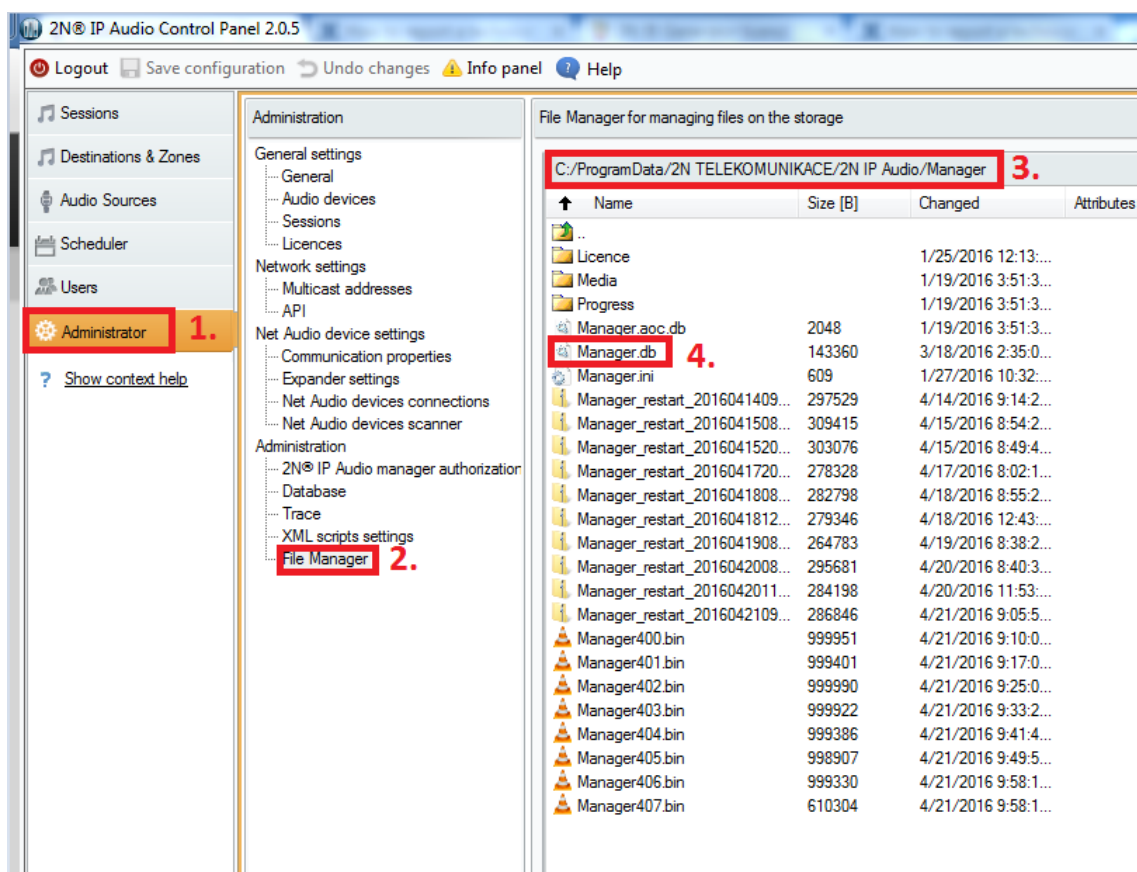 2N® IP Audio Control Panel 2.0.5
Logout Save configuration Undo changes Info panel ? Help
Sessions
Destinations & Zones
Audio Sources
Scheduler
Users
Administrator 1.
? Show context help
Administration
General settings
General
Audio devices
Sessions
Licences
Network settings
Multicast addresses
API
Net Audio device settings
Communication properties
Expander settings
Net Audio devices connections
Net Audio devices scanner
Administration
2N® IP Audio manager authorization
Database
Trace
XML scripts settings
File Manager 2.
File Manager for managing files on the storage
C:/ProgramData/2N TELEKOMUNIKACE/2N IP Audio/Manager 3.
Name Size [B] Changed Attributes
..
Licence 1/25/2016 12:13:...
Media 1/19/2016 3:51:3...
Progress 1/19/2016 3:51:3...
Manager.aoc.db 2048 1/19/2016 3:51:3...
Manager.db 4. 143360 3/18/2016 2:35:0...
Manager.ini 609 1/27/2016 10:32:...
Manager_restart_2016041409... 297529 4/14/2016 9:14:2...
Manager_restart_2016041508... 309415 4/15/2016 8:54:2...
Manager_restart_2016041520... 303076 4/15/2016 8:49:4...
Manager_restart_2016041720... 278328 4/17/2016 8:02:1...
Manager_restart_2016041808... 282798 4/18/2016 8:55:2...
Manager_restart_2016041812... 279346 4/18/2016 12:43:...
Manager_restart_2016041908... 264783 4/19/2016 8:38:2...
Manager_restart_2016042008... 295681 4/20/2016 8:40:3...
Manager_restart_2016042011... 284198 4/20/2016 11:53:...
Manager_restart_2016042109... 286846 4/21/2016 9:05:5...
Manager400.bin 999951 4/21/2016 9:10:0...
Manager401.bin 999401 4/21/2016 9:17:0...
Manager402.bin 999990 4/21/2016 9:25:0...
Manager403.bin 999922 4/21/2016 9:33:2...
Manager404.bin 999386 4/21/2016 9:41:4...
Manager405.bin 998907 4/21/2016 9:49:5...
Manager406.bin 999330 4/21/2016 9:58:1...
Manager407.bin 610304 4/21/2016 9:58:1...